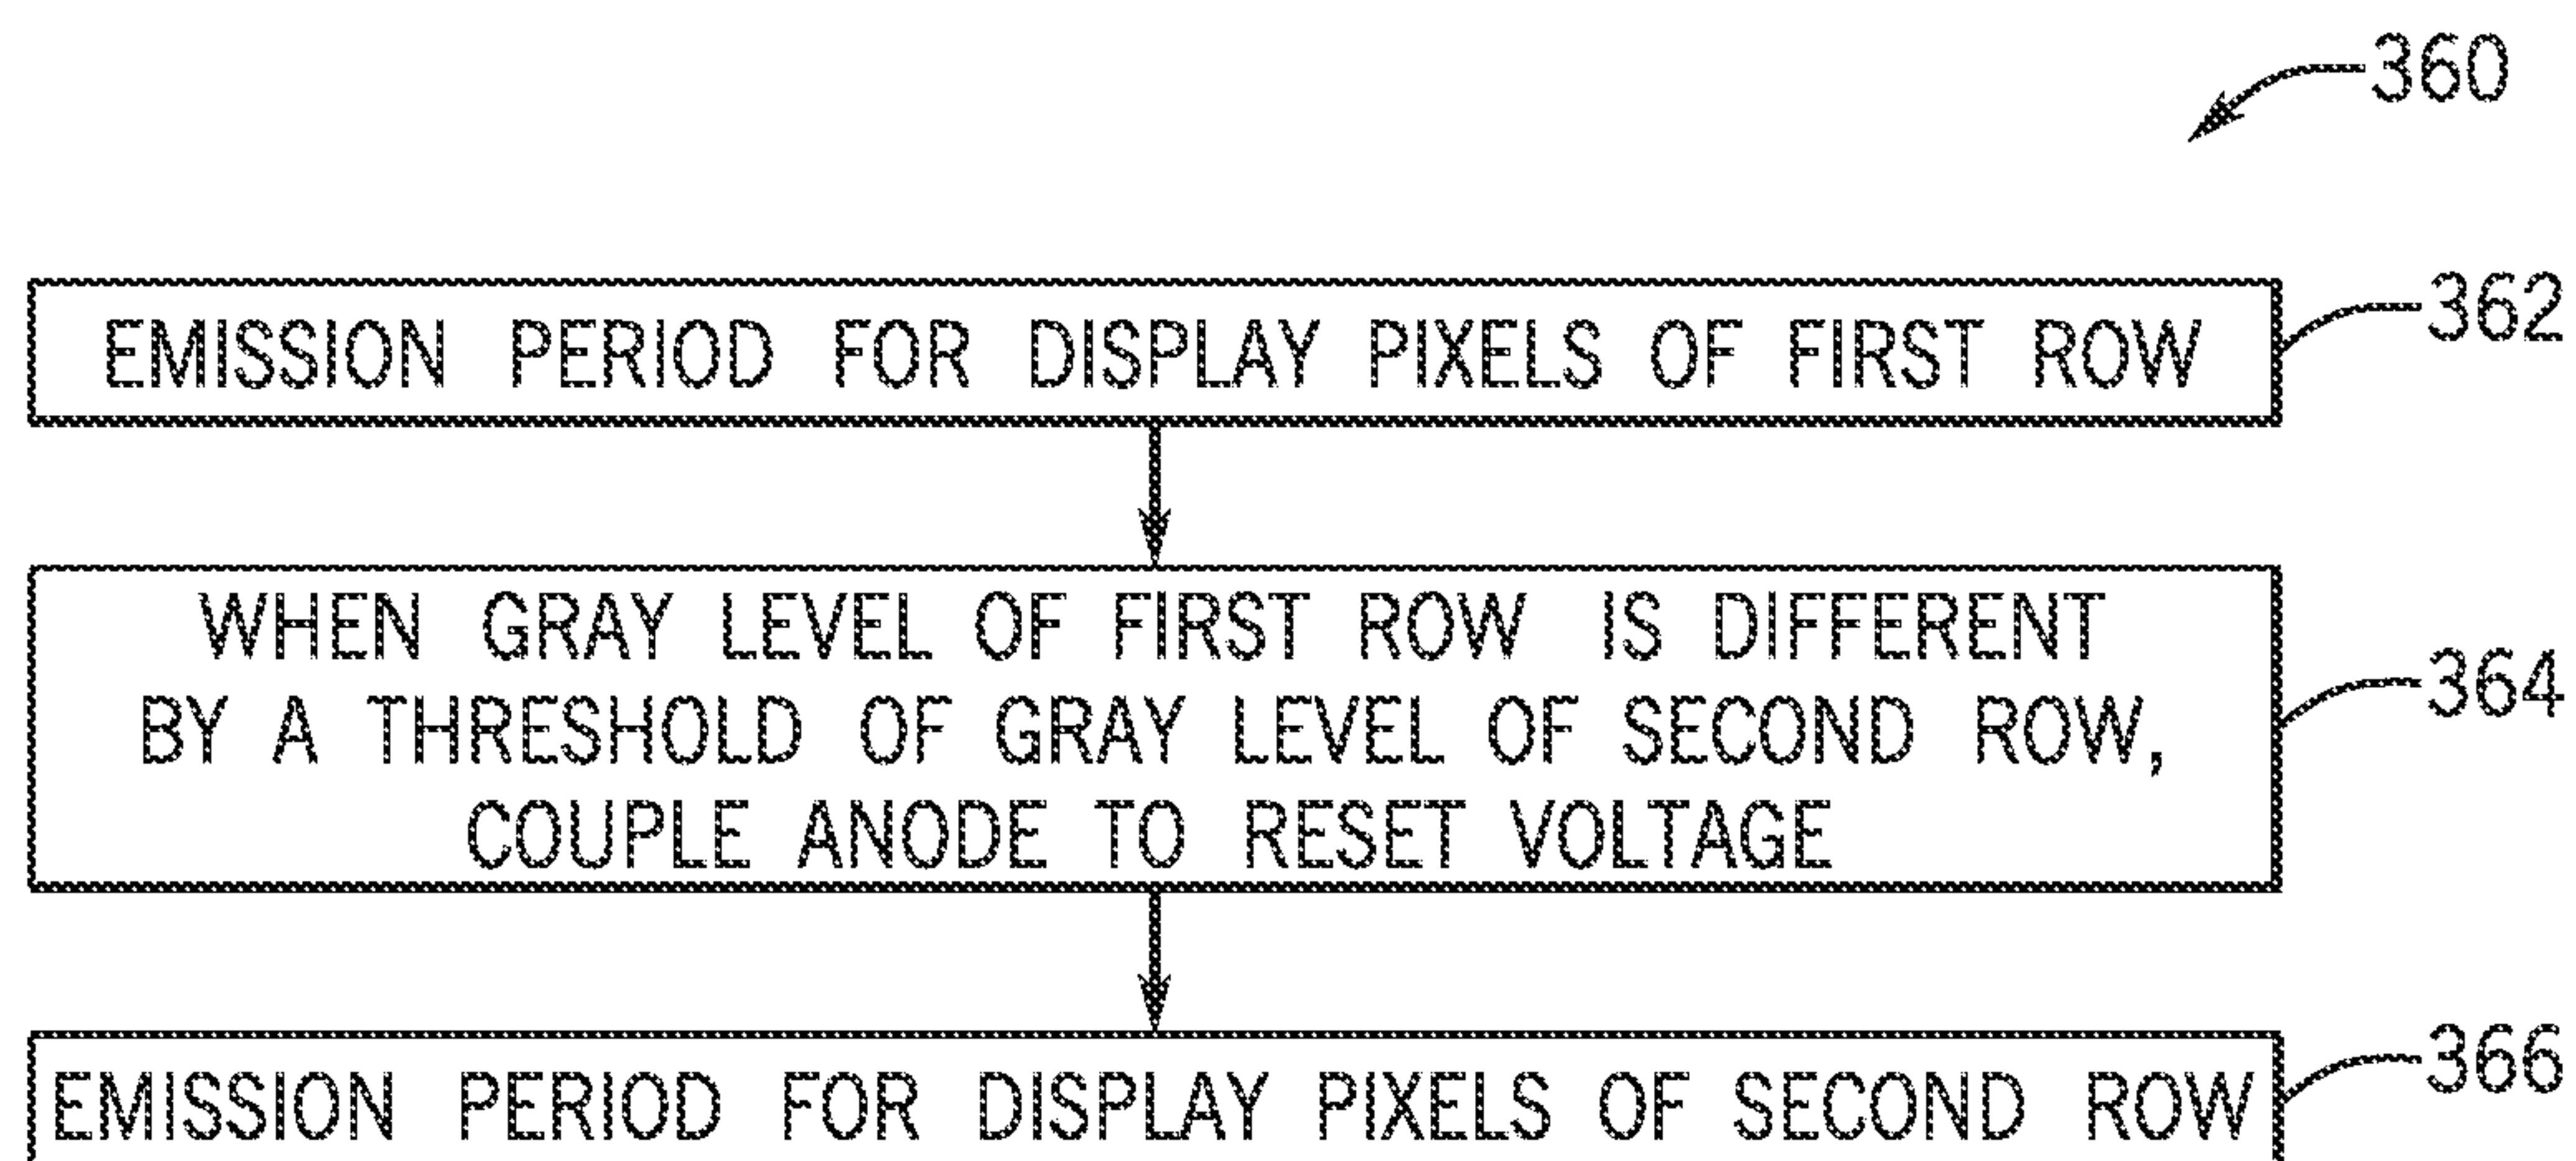 360
EMISSION PERIOD FOR DISPLAY PIXELS OF FIRST ROW
362
WHEN GRAY LEVEL OF FIRST ROW IS DIFFERENT
BY A THRESHOLD OF GRAY LEVEL OF SECOND ROW,
COUPLE ANODE TO RESET VOLTAGE
364
EMISSION PERIOD FOR DISPLAY PIXELS OF SECOND ROW
366